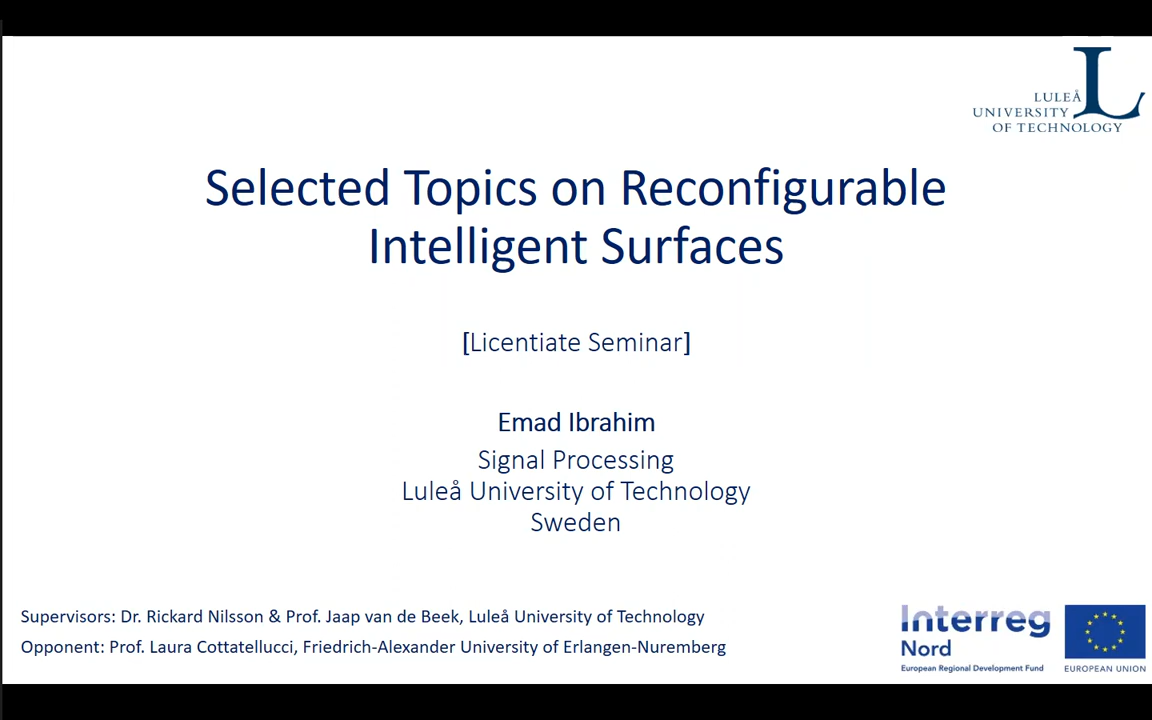 LULEÅ
UNIVERSITY
OF TECHNOLOGY
Selected Topics on Reconfigurable
Intelligent Surfaces
[Licentiate Seminar]
Emad Ibrahim
Signal Processing
Luleå University of Technology
Sweden
Supervisors: Dr. Rickard Nilsson & Prof. Jaap van de Beek, Luleå University of Technology
Opponent: Prof. Laura Cottatellucci, Friedrich-Alexander University of Erlangen-Nuremberg
Interreg
Nord
European Regional Development Fund
EUROPEAN UNION